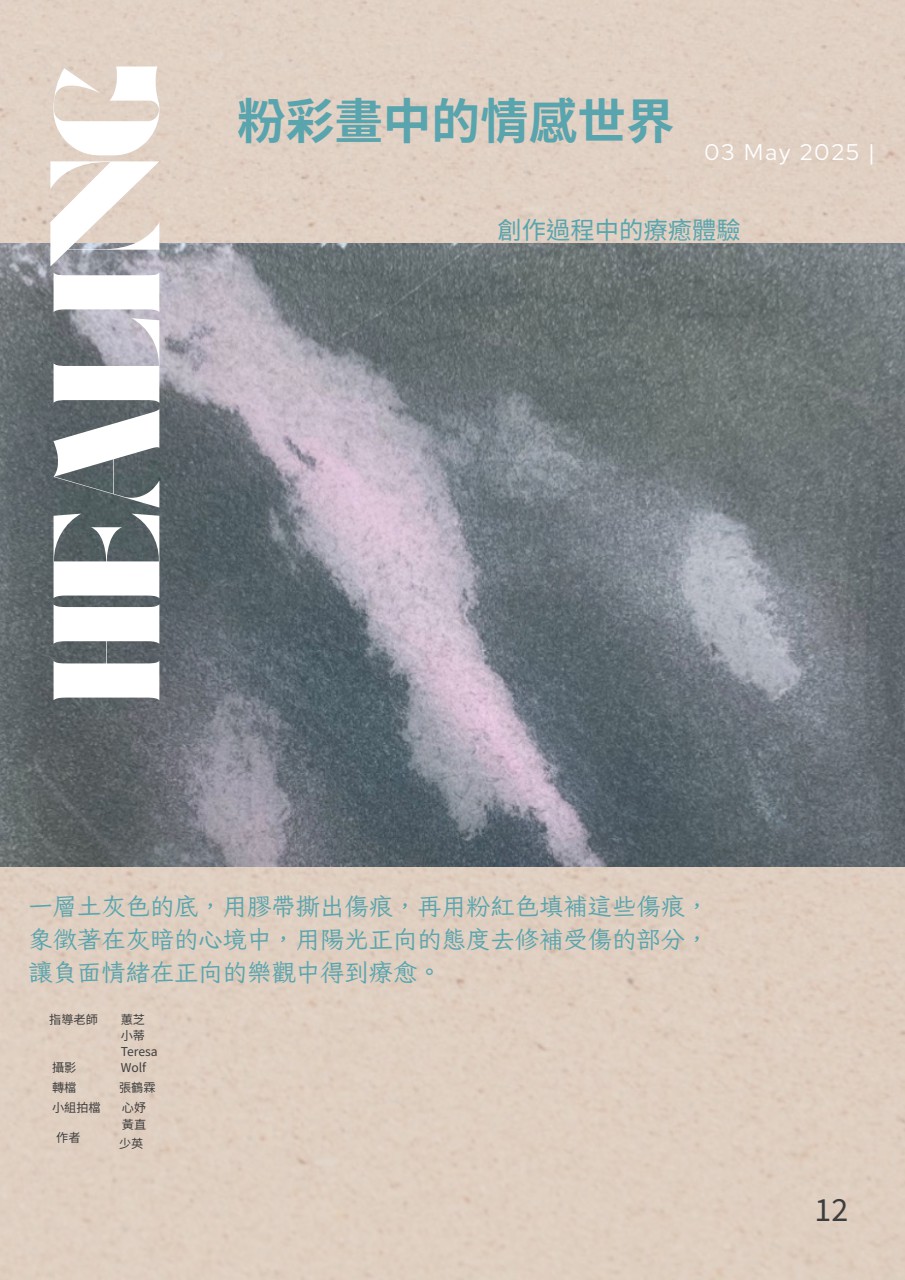 HEALING
粉彩畫中的情感世界
03 May 2025 |
創作過程中的療癒體驗
一層土灰色的底，用膠帶撕出傷痕，再用粉紅色填補這些傷痕，
象徵著在灰暗的心境中，用陽光正向的態度去修補受傷的部分，
讓負面情緒在正向的樂觀中得到療愈。
指導老師 蕙芝
小蒂
Teresa
攝影 Wolf
轉檔 張鶴霖
小組拍檔 心妤
黃直
作者 少英
12